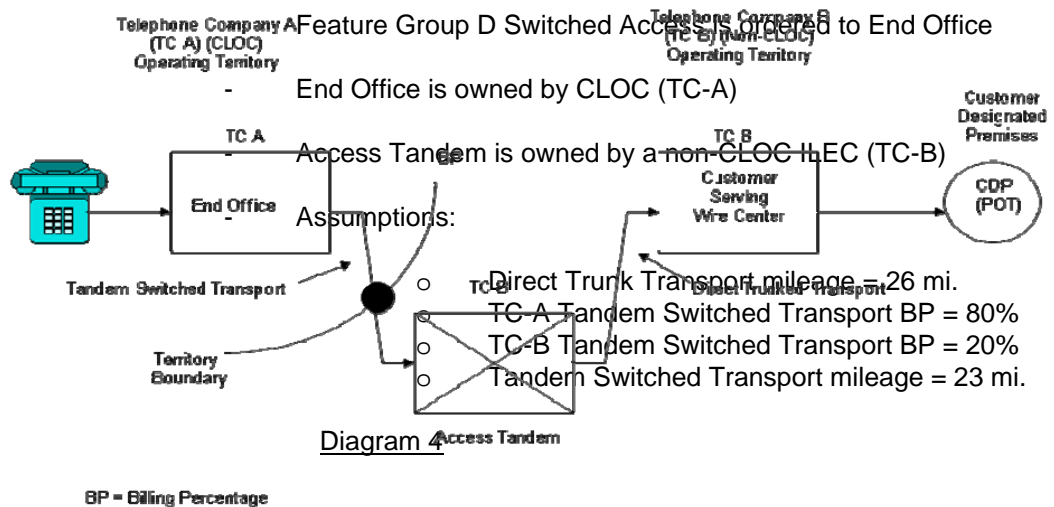 Telephone Company A
(TC A) (CLOC)
Operating Territory
Feature Group D Switched Access is ordered to End Office
Telephone Company B
(TC B) (Non-CLOC)
Operating Territory
- End Office is owned by CLOC (TC-A)
Customer
Designated
Premises
TC A
TC B
- Access Tandem is owned by a non-CLOC ILEC (TC-B)
BP
End Office
Customer
Serving
Wire Center
CDP
(POT)
- Assumptions:
Tandem Switched Transport
TC B
Direct Trunked Transport
o Direct Trunk Transport mileage = 26 mi.
o TC-A Tandem Switched Transport BP = 80%
o TC-B Tandem Switched Transport BP = 20%
o Tandem Switched Transport mileage = 23 mi.
Territory
Boundary
Diagram 4
Access Tandem
BP = Billing Percentage